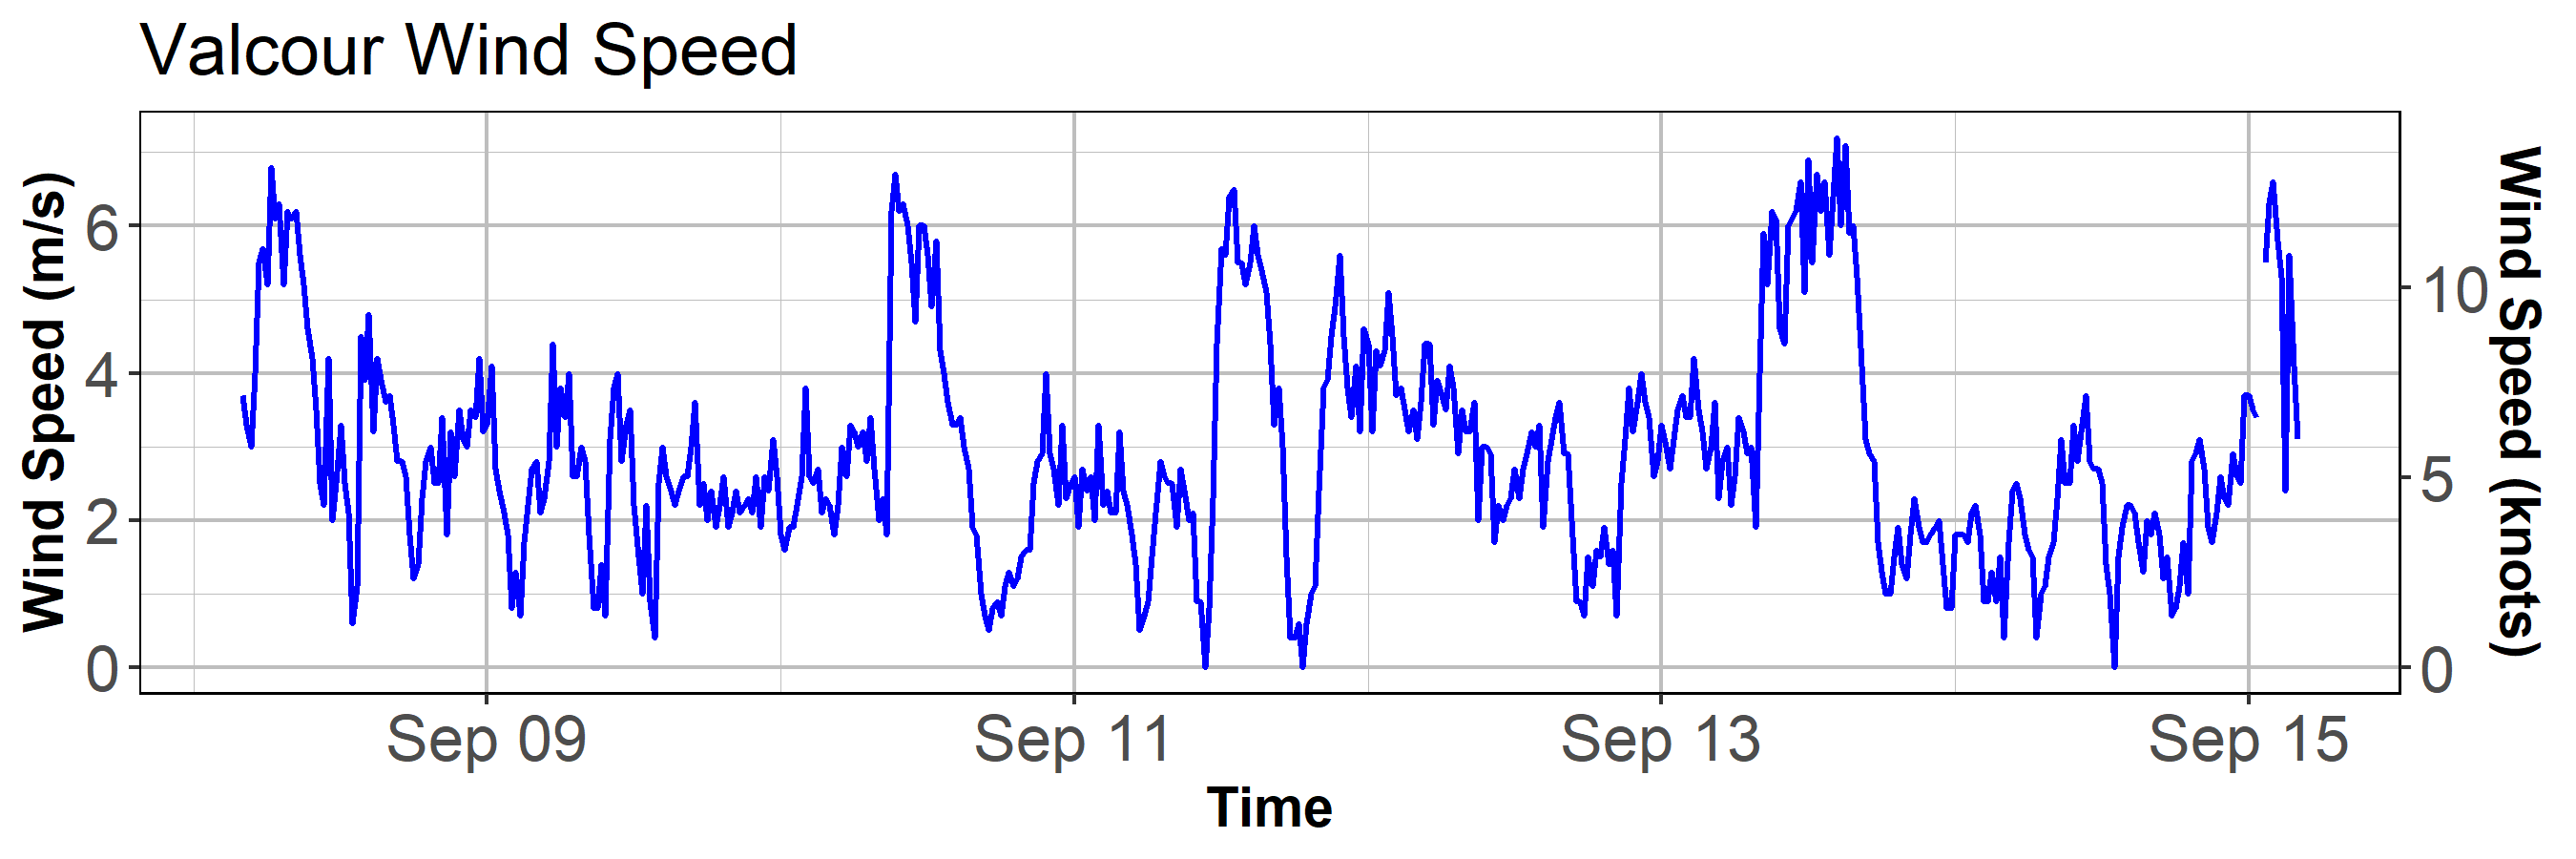 Valcour Wind Speed
Wind Speed (m/s)
6
4
2
0
Wind Speed (knots)
10
5
0
Sep 09
Sep 11
Sep 13
Sep 15
Time